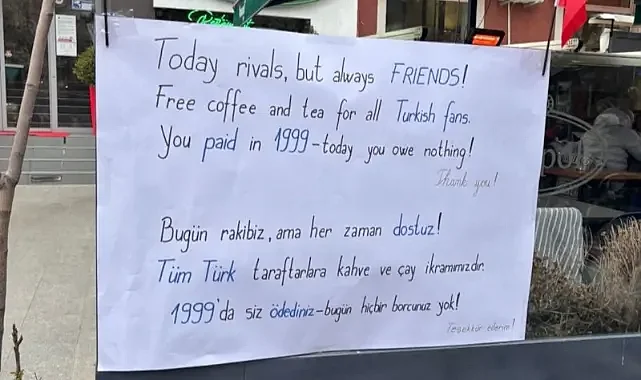 Today rivals, but always FRIENDS!
Free coffee and tea for all Turkish fans.
You paid in 1999-today you owe nothing!
Thank you!
Bugün rakibiz, ama her zaman dostuz!
Tüm Türk taraftarlara kahve ve çay ikramımızdır.
1999'da siz ödediniz-bugün hiçbir borcunuz yok!
Teşekkür ederim!